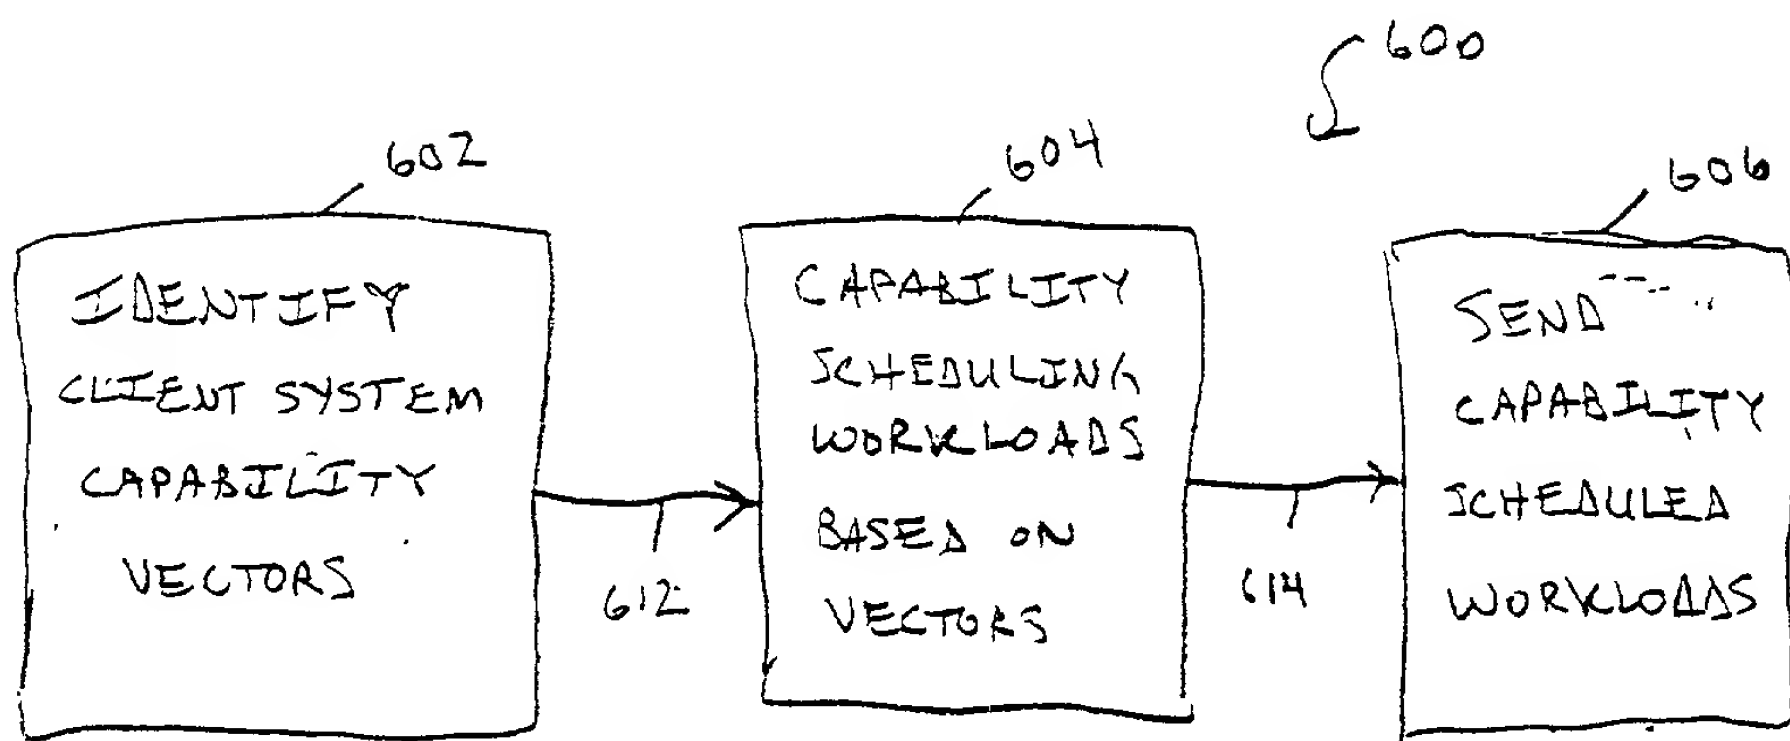 600
602
IDENTIFY
CLIENT SYSTEM
CAPABILITY
VECTORS
612
604
CAPABILITY
SCHEDULING
WORKLOADS
BASED ON
VECTORS
614
606
SEND
CAPABILITY
SCHEDULED
WORKLOADS